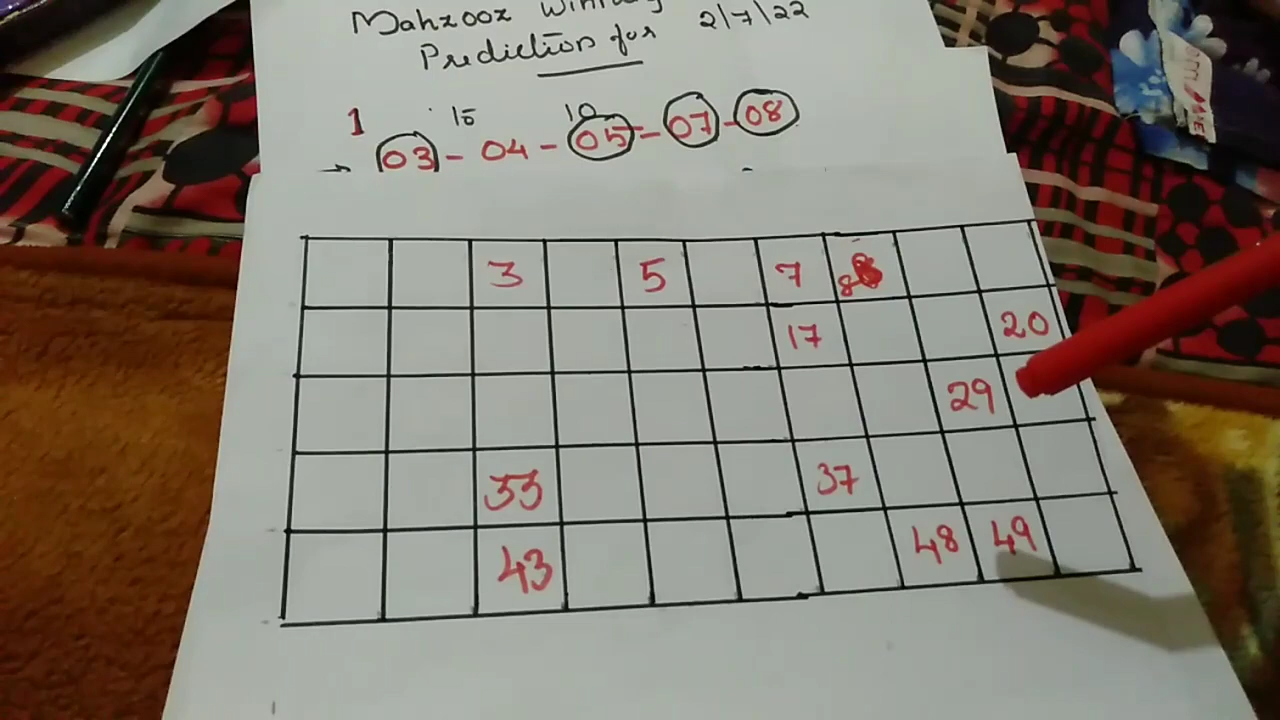 Mahzooz
Prediction for 2/7/22
15 10
1
03 - 04 - 05 - 07 - 08
3 5 7 8
17 20
29
33 37
43 48 49